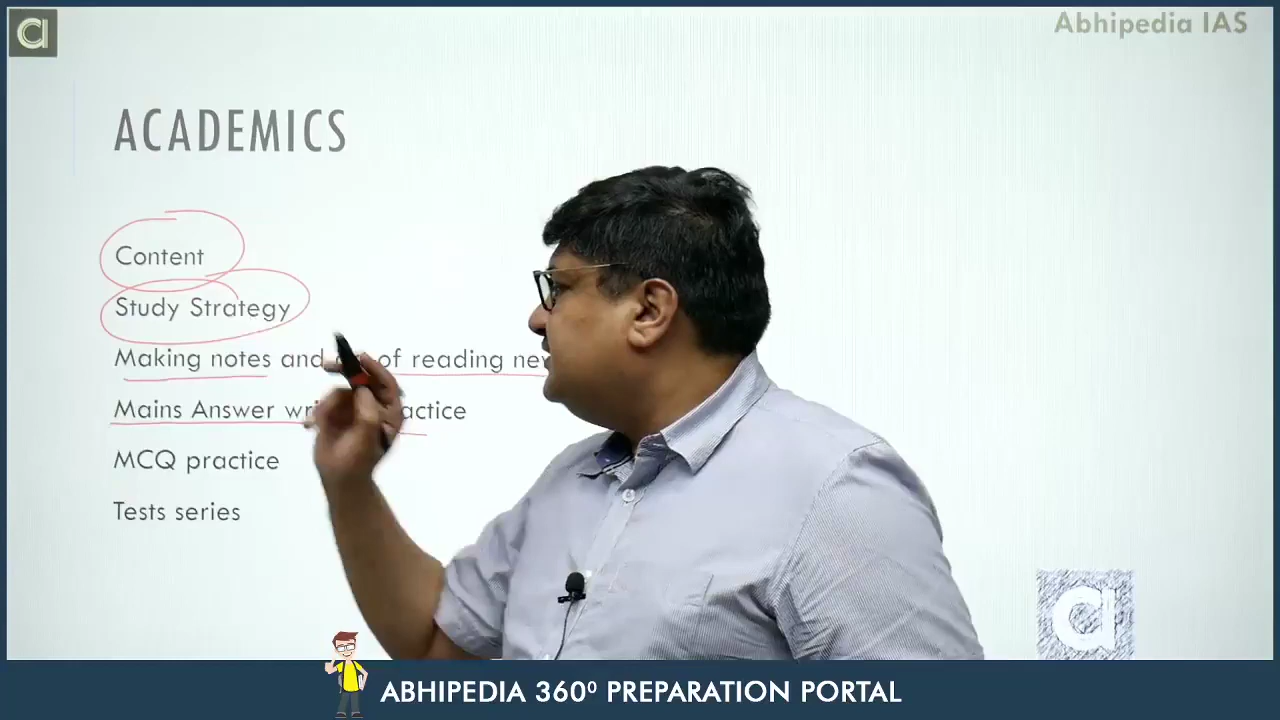 Abhipedia IAS
ACADEMICS
Content
Study Strategy
Making notes and of reading
Mains Answer practice
MCQ practice
Tests series
ABHIPEDIA 360⁰ PREPARATION PORTAL